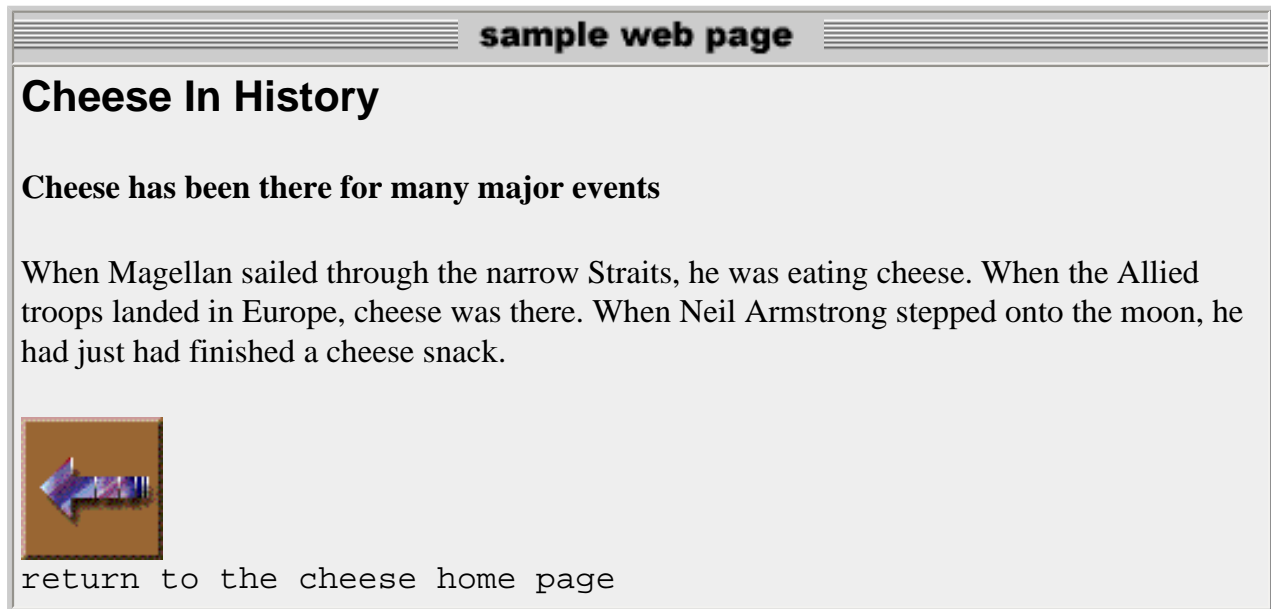 sample web page
Cheese In History
Cheese has been there for many major events
When Magellan sailed through the narrow Straits, he was eating cheese. When the Allied
troops landed in Europe, cheese was there. When Neil Armstrong stepped onto the moon, he
had just had finished a cheese snack.
return to the cheese home page